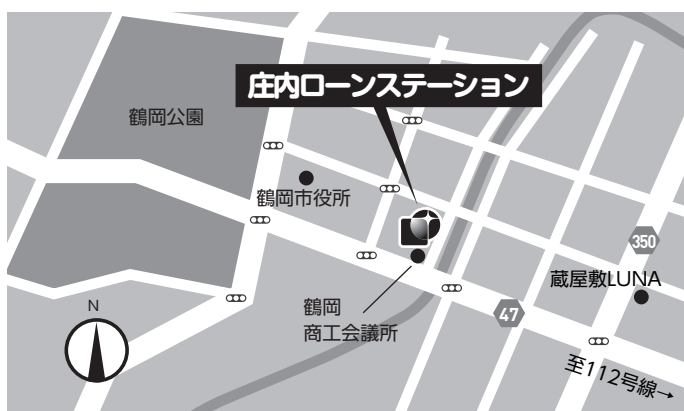 庄内ローンステーション
鶴岡公園
鶴岡市役所
350
蔵屋敷LUNA
鶴岡
商工会議所
47
N
至112号線→